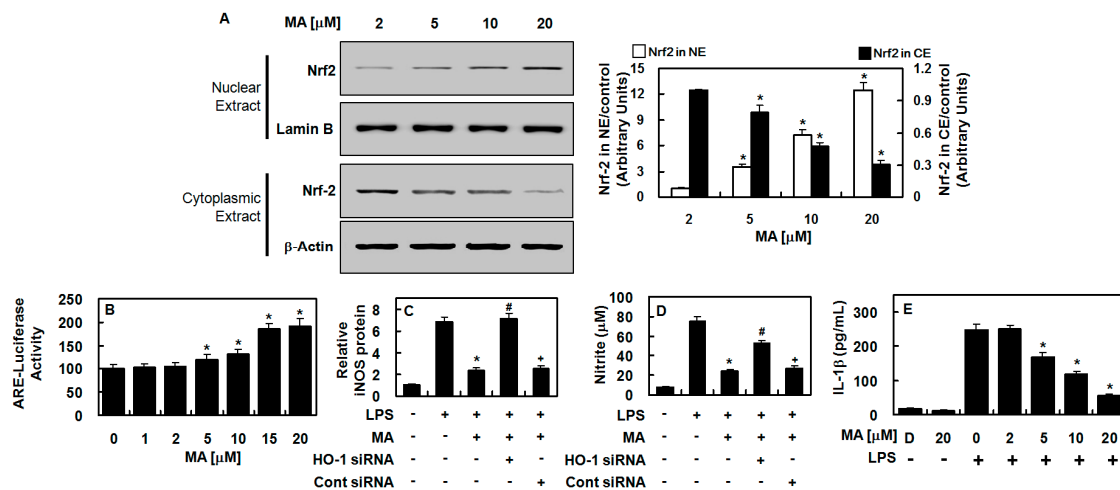 A
MA [μM] 2 5 10 20
Nuclear
Extract
Nrf2
Lamin B
Cytoplasmic
Extract
Nrf-2
β-Actin
Nrf2 in NE Nrf2 in CE
Nrf-2 in NE/control
(Arbitrary Units)
15
12
9
6
3
0
* * * * * *
1.2
0.9
0.6
0.3
0
Nrf-2 in CE/control
(Arbitrary Units)
2 5 10 20
MA [μM]
B
ARE-Luciferase
Activity
250
200
150
100
50
0
* * * *
0 1 2 5 10 15 20
MA [μM]
C
Relative
iNOS protein
8
6
4
2
0
* # +
LPS - + + + +
MA - - + + +
HO-1 siRNA - - - + -
Cont siRNA - - - - +
D
Nitrite (μM)
100
80
60
40
20
0
* # +
LPS - + + + +
MA - - + + +
HO-1 siRNA - - - + -
Cont siRNA - - - - +
E
IL-1β (pg/mL)
300
200
100
0
* * *
MA [μM] D 20 0 2 5 10 20
LPS - - + + + + +